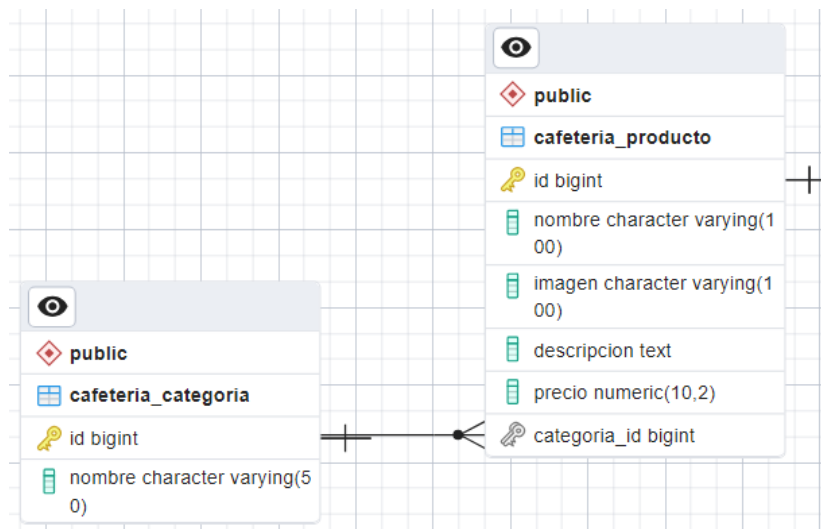 public
cafeteria_producto
id bigint
nombre character varying(1
00)
imagen character varying(1
00)
descripcion text
precio numeric(10,2)
categoria_id bigint
public
cafeteria_categoria
id bigint
nombre character varying(5
0)